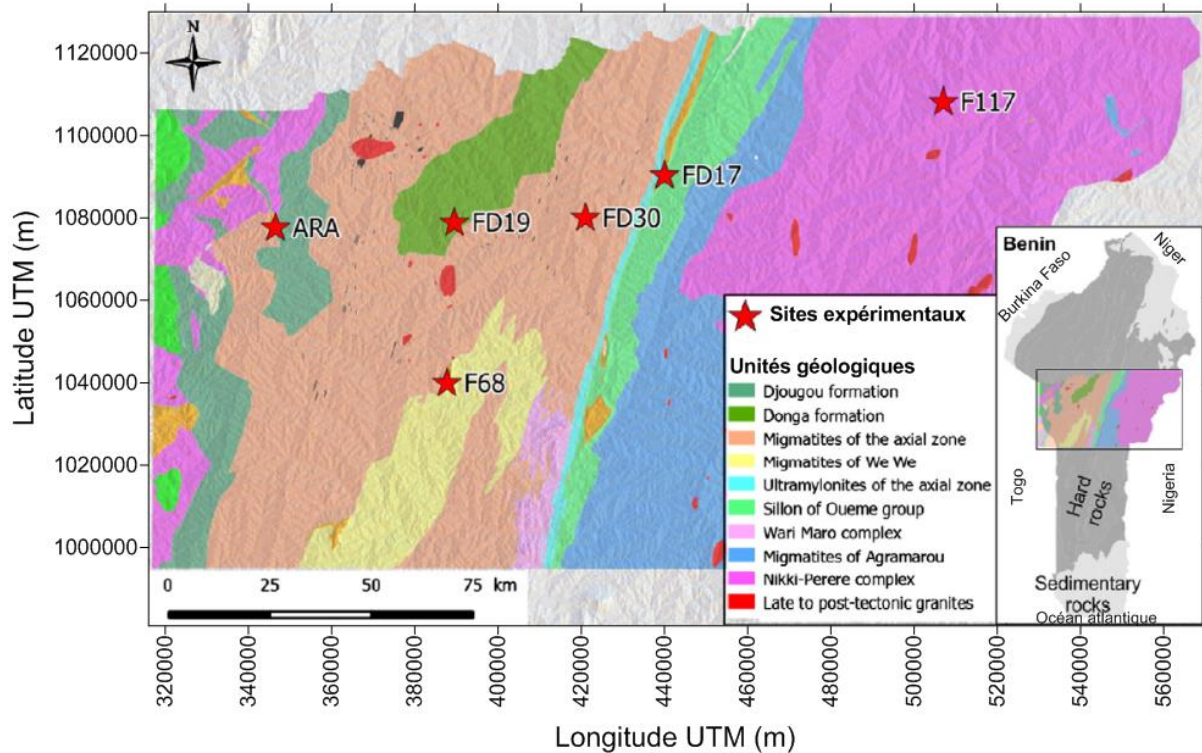 N
1120000
1100000
1080000
1060000
1040000
1020000
1000000
Latitude UTM (m)
F117
FD17
ARA
FD19
FD30
F68
0 25 50 75 km
Sites expérimentaux
Unités géologiques
Djougou formation
Donga formation
Migmatites of the axial zone
Migmatites of We We
Ultramylonites of the axial zone
Sillon of Oueme group
Wari Maro complex
Migmatites of Agramarou
Nikki-Perere complex
Late to post-tectonic granites
Benin
Niger
Burkina Faso
Togo
Nigeria
Hard
rocks
Sedimentary
rocks
Océan atlantique
320000
340000
360000
380000
400000
420000
440000
460000
480000
500000
520000
540000
560000
Longitude UTM (m)